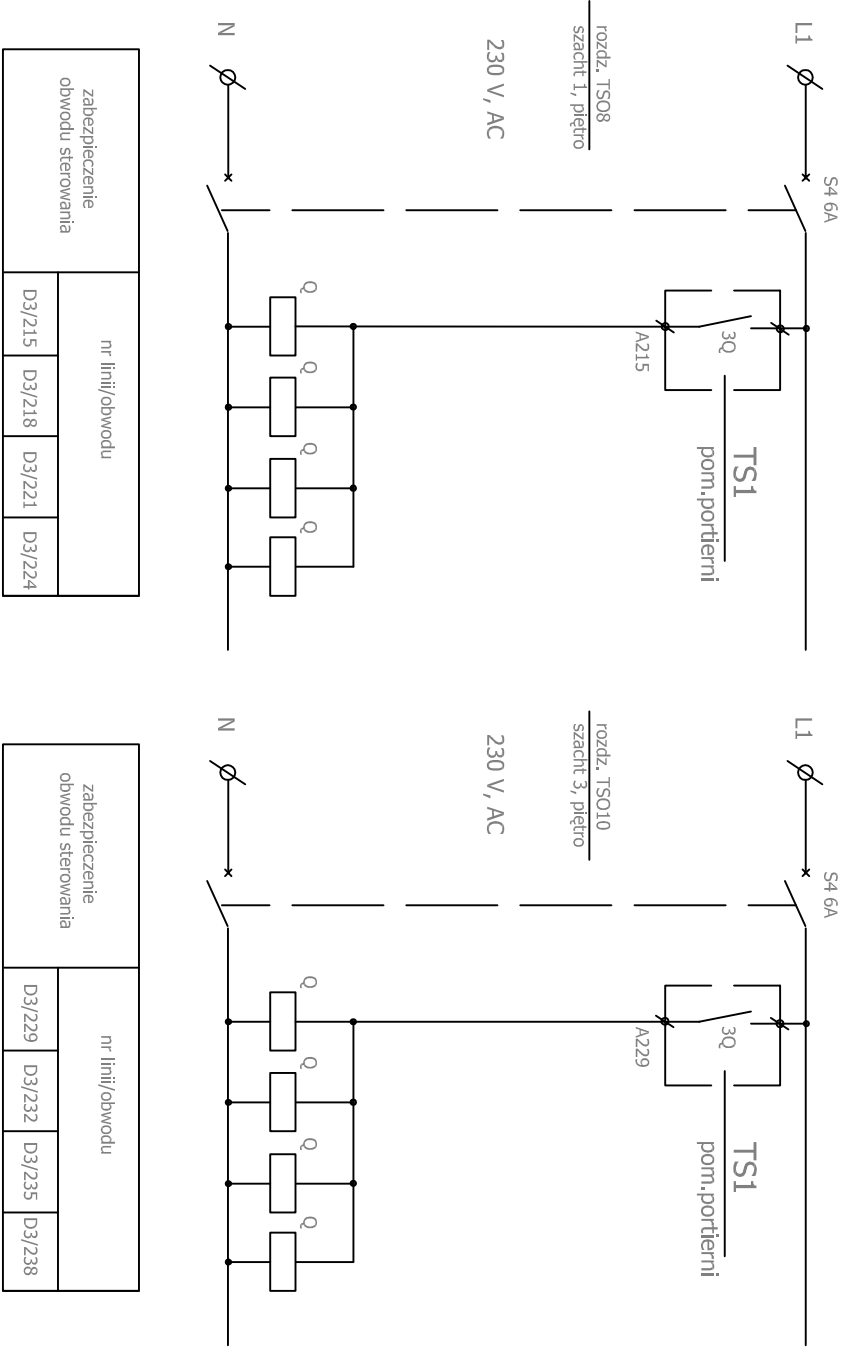 L1
S4 6A
rozdz. TSO8
szacht 1, piętro
230 V, AC
N
3Q
A215
TS1
pom.portierni
Q
Q
Q
Q
zabezpieczenie
obwodu sterowania
nr linii/obwodu
D3/215
D3/218
D3/221
D3/224
L1
S4 6A
rozdz. TSO10
szacht 3, piętro
230 V, AC
N
3Q
A229
TS1
pom.portierni
Q
Q
Q
Q
zabezpieczenie
obwodu sterowania
nr linii/obwodu
D3/229
D3/232
D3/235
D3/238